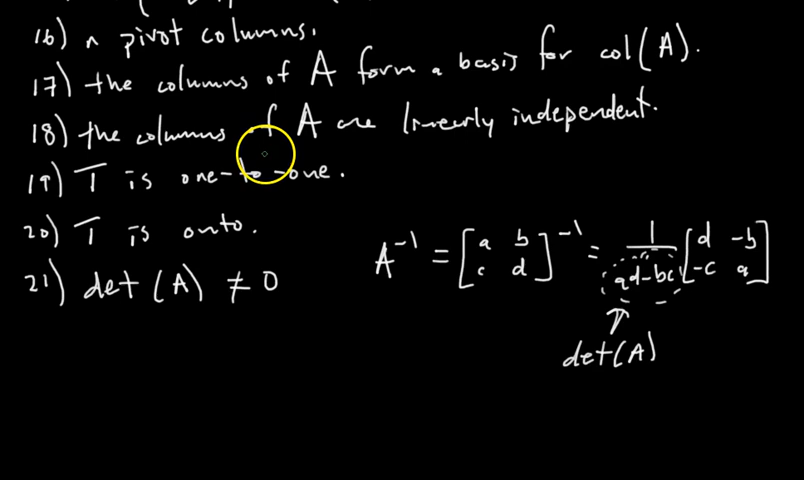 16) n pivot columns.
17) the columns of A form a basis for col(A).
18) the columns of A are linearly independent.
19) T is one-to-one.
20) T is onto.
21) det(A) ≠ 0
A⁻¹ = [a b; c d]⁻¹ = 1/(ad-bc) [d -b; -c a]
↑
det(A)